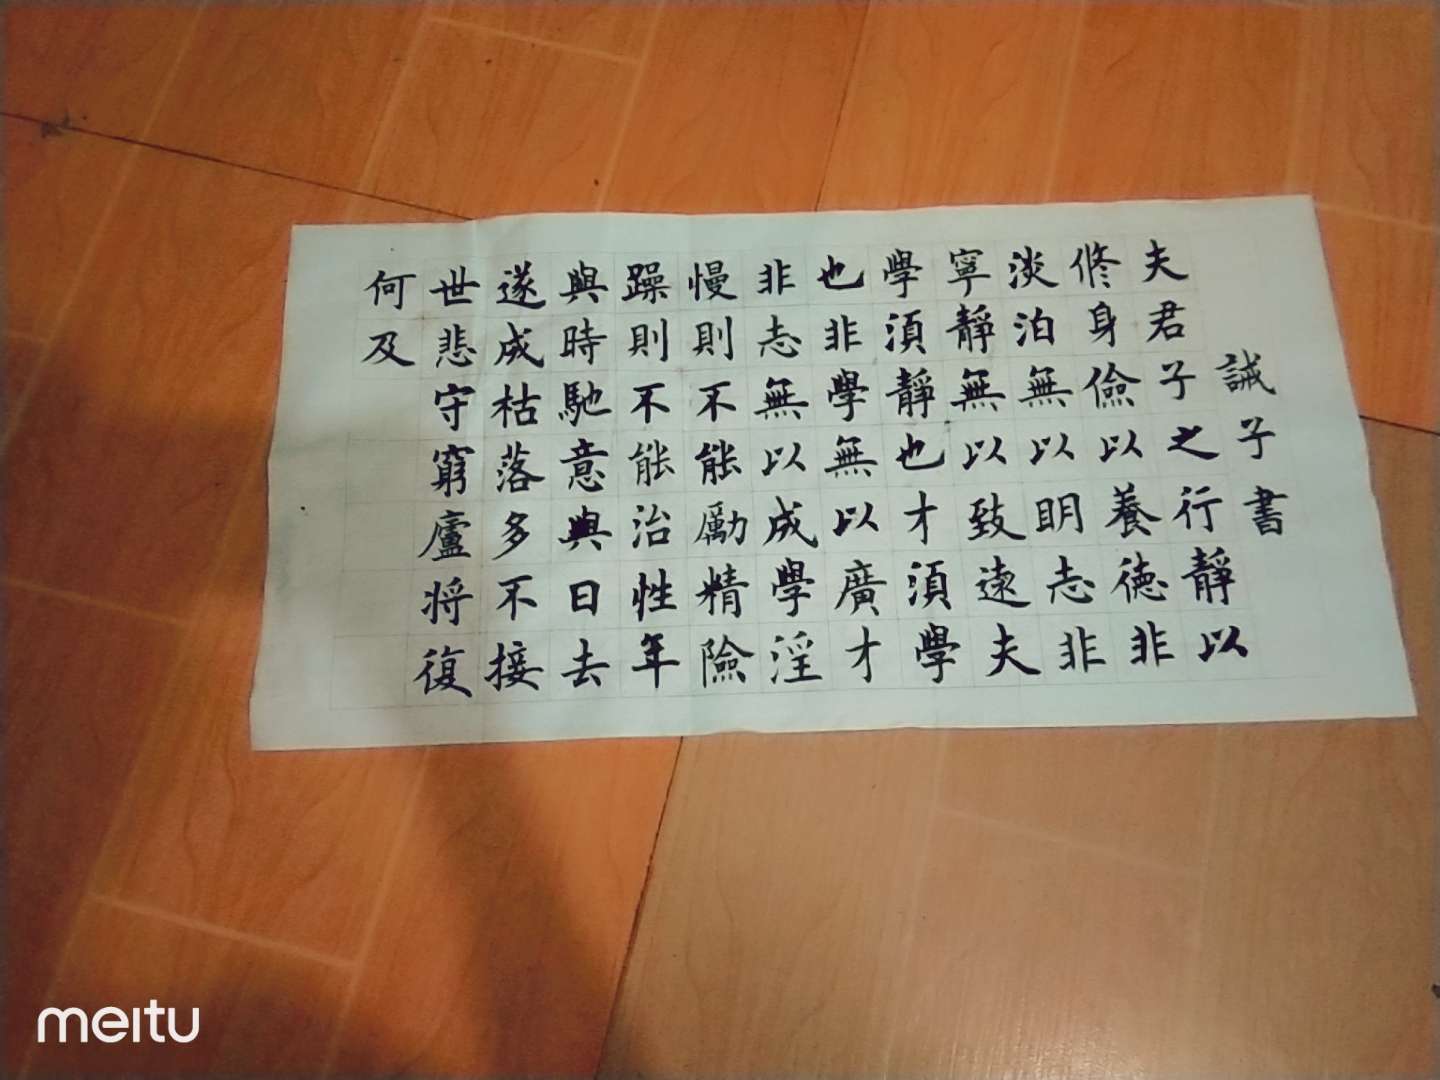 誡子書
夫君子之行靜以
修身儉以養德非
淡泊無以明志非
寧靜無以致遠夫
學須靜也才須學
也非學無以廣才
非志無以成學淫
慢則不能勵精險
躁則不能治性年
與時馳意與日去
遂成枯落多不接
世悲守窮廬將復
何及
meitu